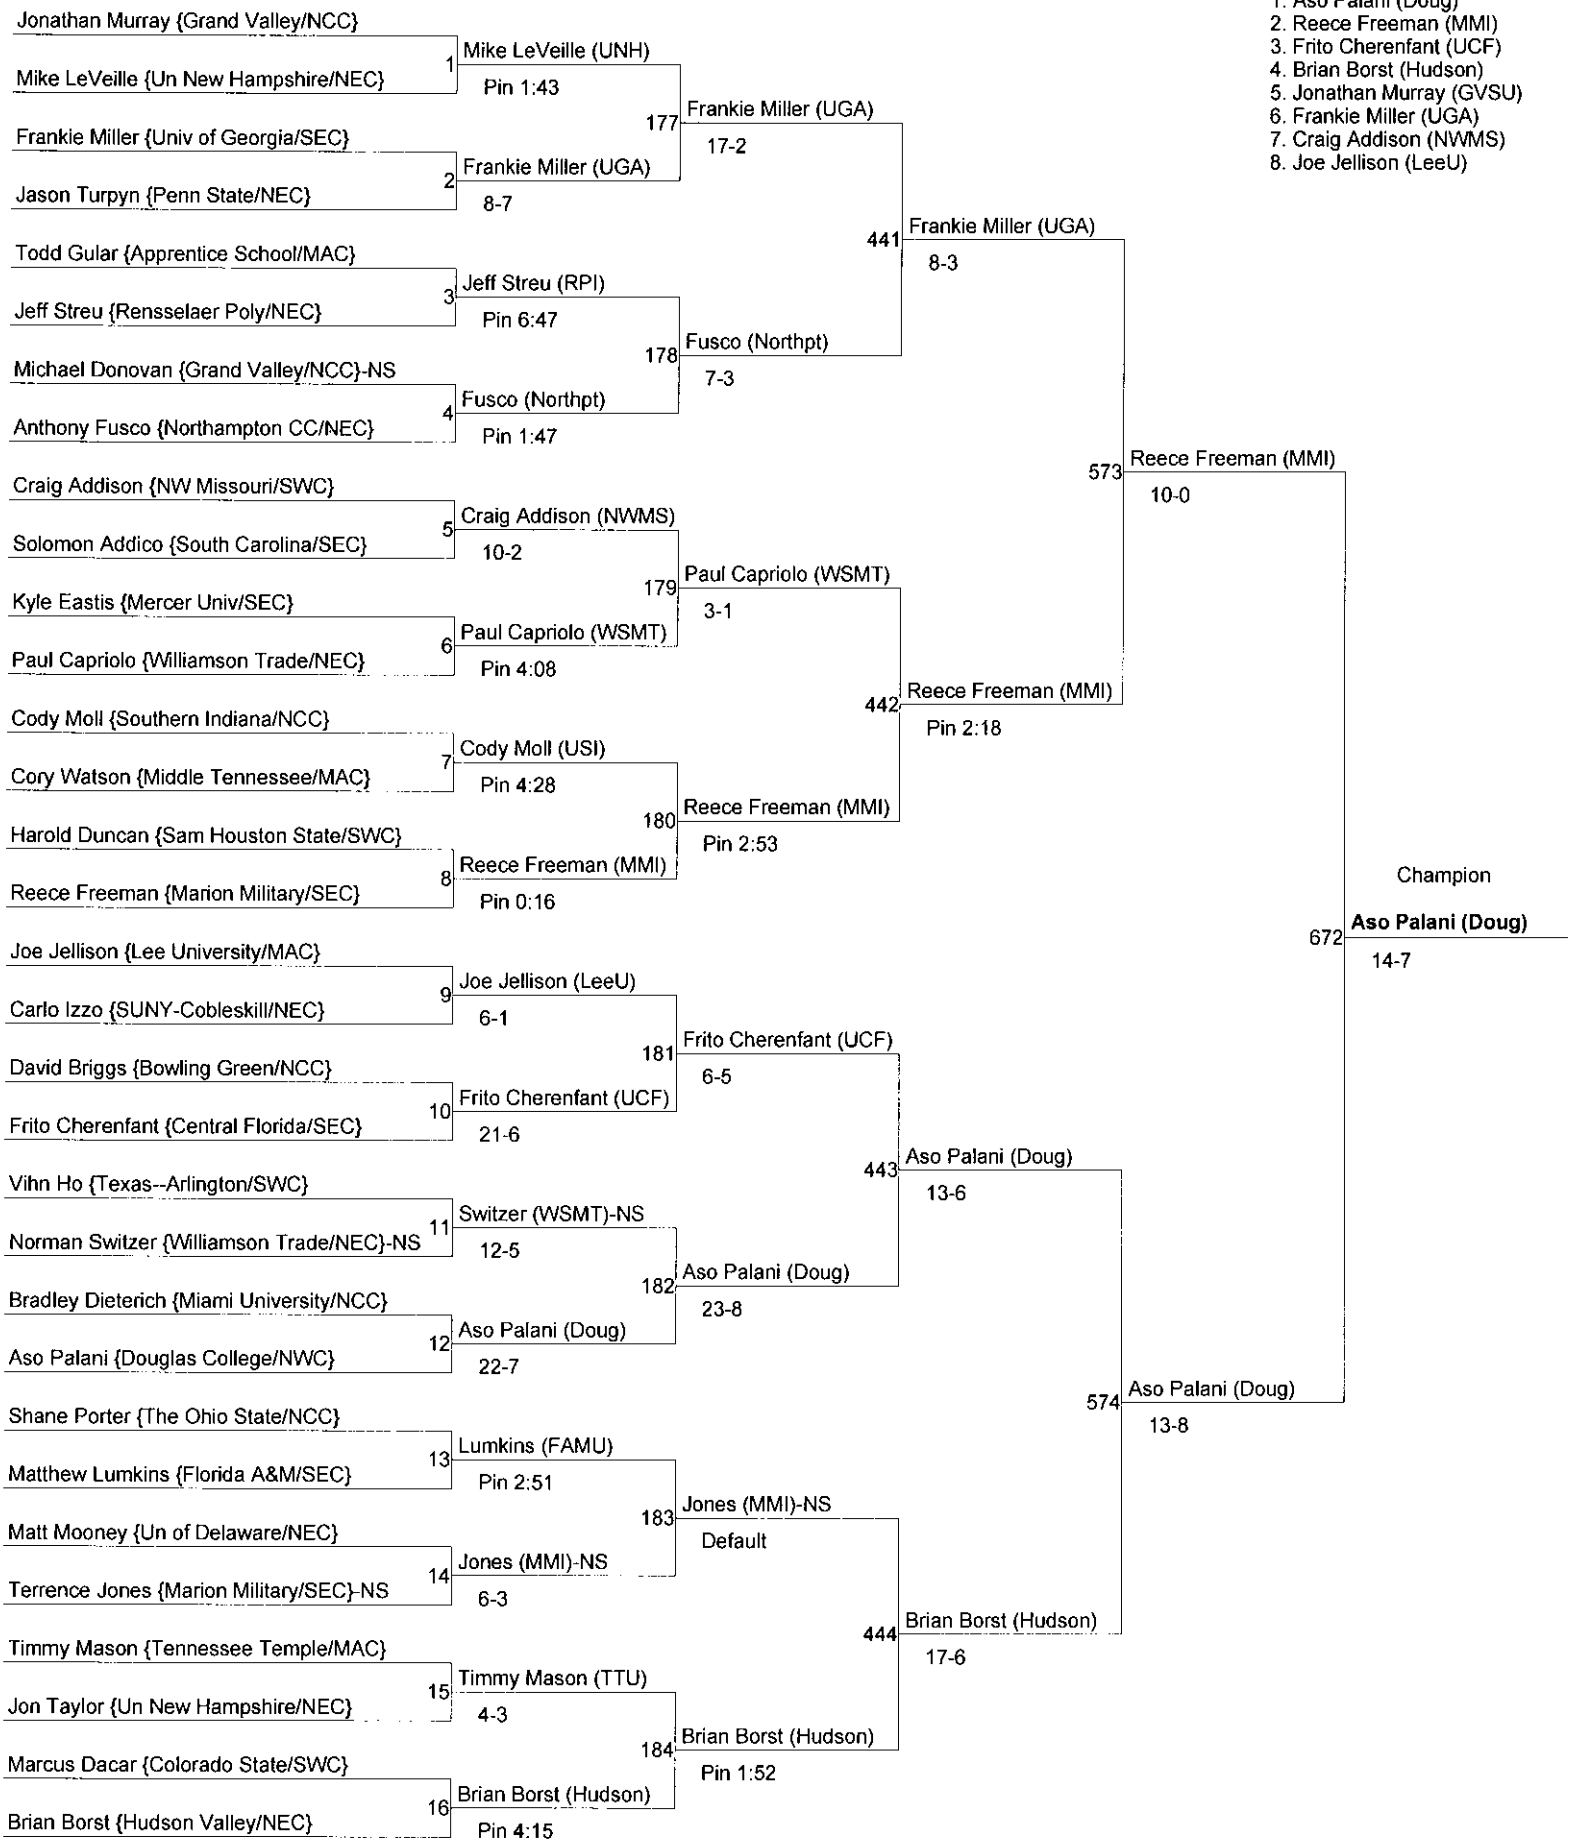 1. Aso Palani (Doug)
2. Reece Freeman (MMI)
3. Frito Cherenfant (UCF)
4. Brian Borst (Hudson)
5. Jonathan Murray (GVSU)
6. Frankie Miller (UGA)
7. Craig Addison (NWMS)
8. Joe Jellison (LeeU)
Jonathan Murray {Grand Valley/NCC}
1 Mike LeVeille (UNH)
Mike LeVeille {Un New Hampshire/NEC}
Pin 1:43
177 Frankie Miller (UGA)
17-2
Frankie Miller {Univ of Georgia/SEC}
2 Frankie Miller (UGA)
Jason Turpyn {Penn State/NEC}
8-7
441 Frankie Miller (UGA)
8-3
Todd Gular {Apprentice School/MAC}
3 Jeff Streu (RPI)
Jeff Streu {Rensselaer Poly/NEC}
Pin 6:47
178 Fusco (Northpt)
7-3
Michael Donovan {Grand Valley/NCC}-NS
4 Fusco (Northpt)
Anthony Fusco {Northampton CC/NEC}
Pin 1:47
573 Reece Freeman (MMI)
10-0
Craig Addison {NW Missouri/SWC}
5 Craig Addison (NWMS)
Solomon Addico {South Carolina/SEC}
10-2
179 Paul Capriolo (WSMT)
3-1
Kyle Eastis {Mercer Univ/SEC}
6 Paul Capriolo (WSMT)
Paul Capriolo {Williamson Trade/NEC}
Pin 4:08
442 Reece Freeman (MMI)
Pin 2:18
Cody Moll {Southern Indiana/NCC}
7 Cody Moll (USI)
Cory Watson {Middle Tennessee/MAC}
Pin 4:28
180 Reece Freeman (MMI)
Pin 2:53
Harold Duncan {Sam Houston State/SWC}
8 Reece Freeman (MMI)
Reece Freeman {Marion Military/SEC}
Pin 0:16
Champion
672 Aso Palani (Doug)
14-7
Joe Jellison {Lee University/MAC}
9 Joe Jellison (LeeU)
Carlo Izzo {SUNY-Cobleskill/NEC}
6-1
181 Frito Cherenfant (UCF)
6-5
David Briggs {Bowling Green/NCC}
10 Frito Cherenfant (UCF)
Frito Cherenfant {Central Florida/SEC}
21-6
443 Aso Palani (Doug)
13-6
Vihn Ho {Texas--Arlington/SWC}
11 Switzer (WSMT)-NS
Norman Switzer {Williamson Trade/NEC}-NS
12-5
182 Aso Palani (Doug)
23-8
Bradley Dieterich {Miami University/NCC}
12 Aso Palani (Doug)
Aso Palani {Douglas College/NWC}
22-7
574 Aso Palani (Doug)
13-8
Shane Porter {The Ohio State/NCC}
13 Lumkins (FAMU)
Matthew Lumkins {Florida A&M/SEC}
Pin 2:51
183 Jones (MMI)-NS
Default
Matt Mooney {Un of Delaware/NEC}
14 Jones (MMI)-NS
Terrence Jones {Marion Military/SEC}-NS
6-3
444 Brian Borst (Hudson)
17-6
Timmy Mason {Tennessee Temple/MAC}
15 Timmy Mason (TTU)
Jon Taylor {Un New Hampshire/NEC}
4-3
184 Brian Borst (Hudson)
Pin 1:52
Marcus Dacar {Colorado State/SWC}
16 Brian Borst (Hudson)
Brian Borst {Hudson Valley/NEC}
Pin 4:15